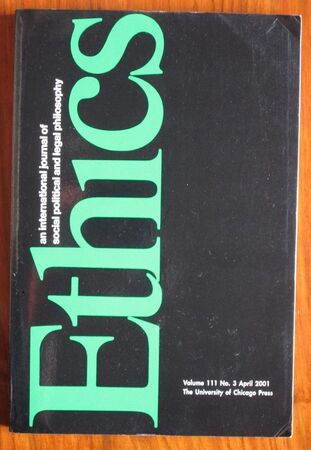 Ethics
an international journal of
social political and legal philosophy
Volume 111 No. 3 April 2001
The University of Chicago Press